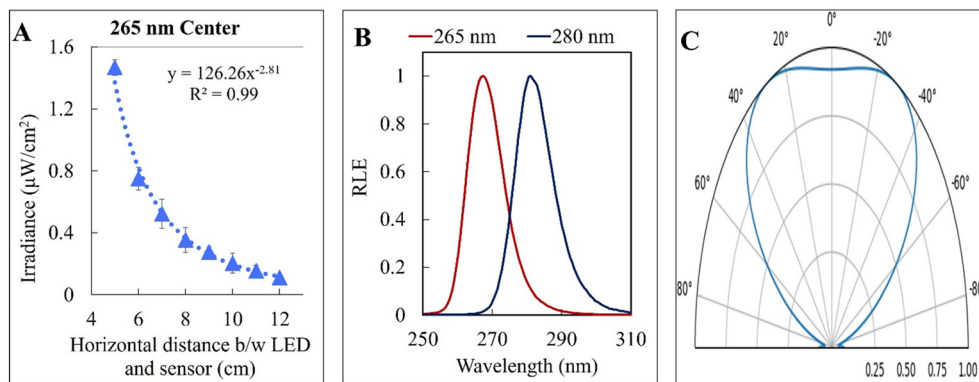 A
265 nm Center
1.6
1.2
0.8
0.4
0
y = 126.26x^-2.81
R² = 0.99
Irradiance (µW/cm²)
4 6 8 10 12
Horizontal distance b/w LED
and sensor (cm)
B
265 nm 280 nm
1
0.8
0.6
0.4
0.2
0
RLE
250 270 290 310
Wavelength (nm)
C
0°
20° -20°
40° -40°
60° -60°
80° -80
0.25 0.50 0.75 1.00